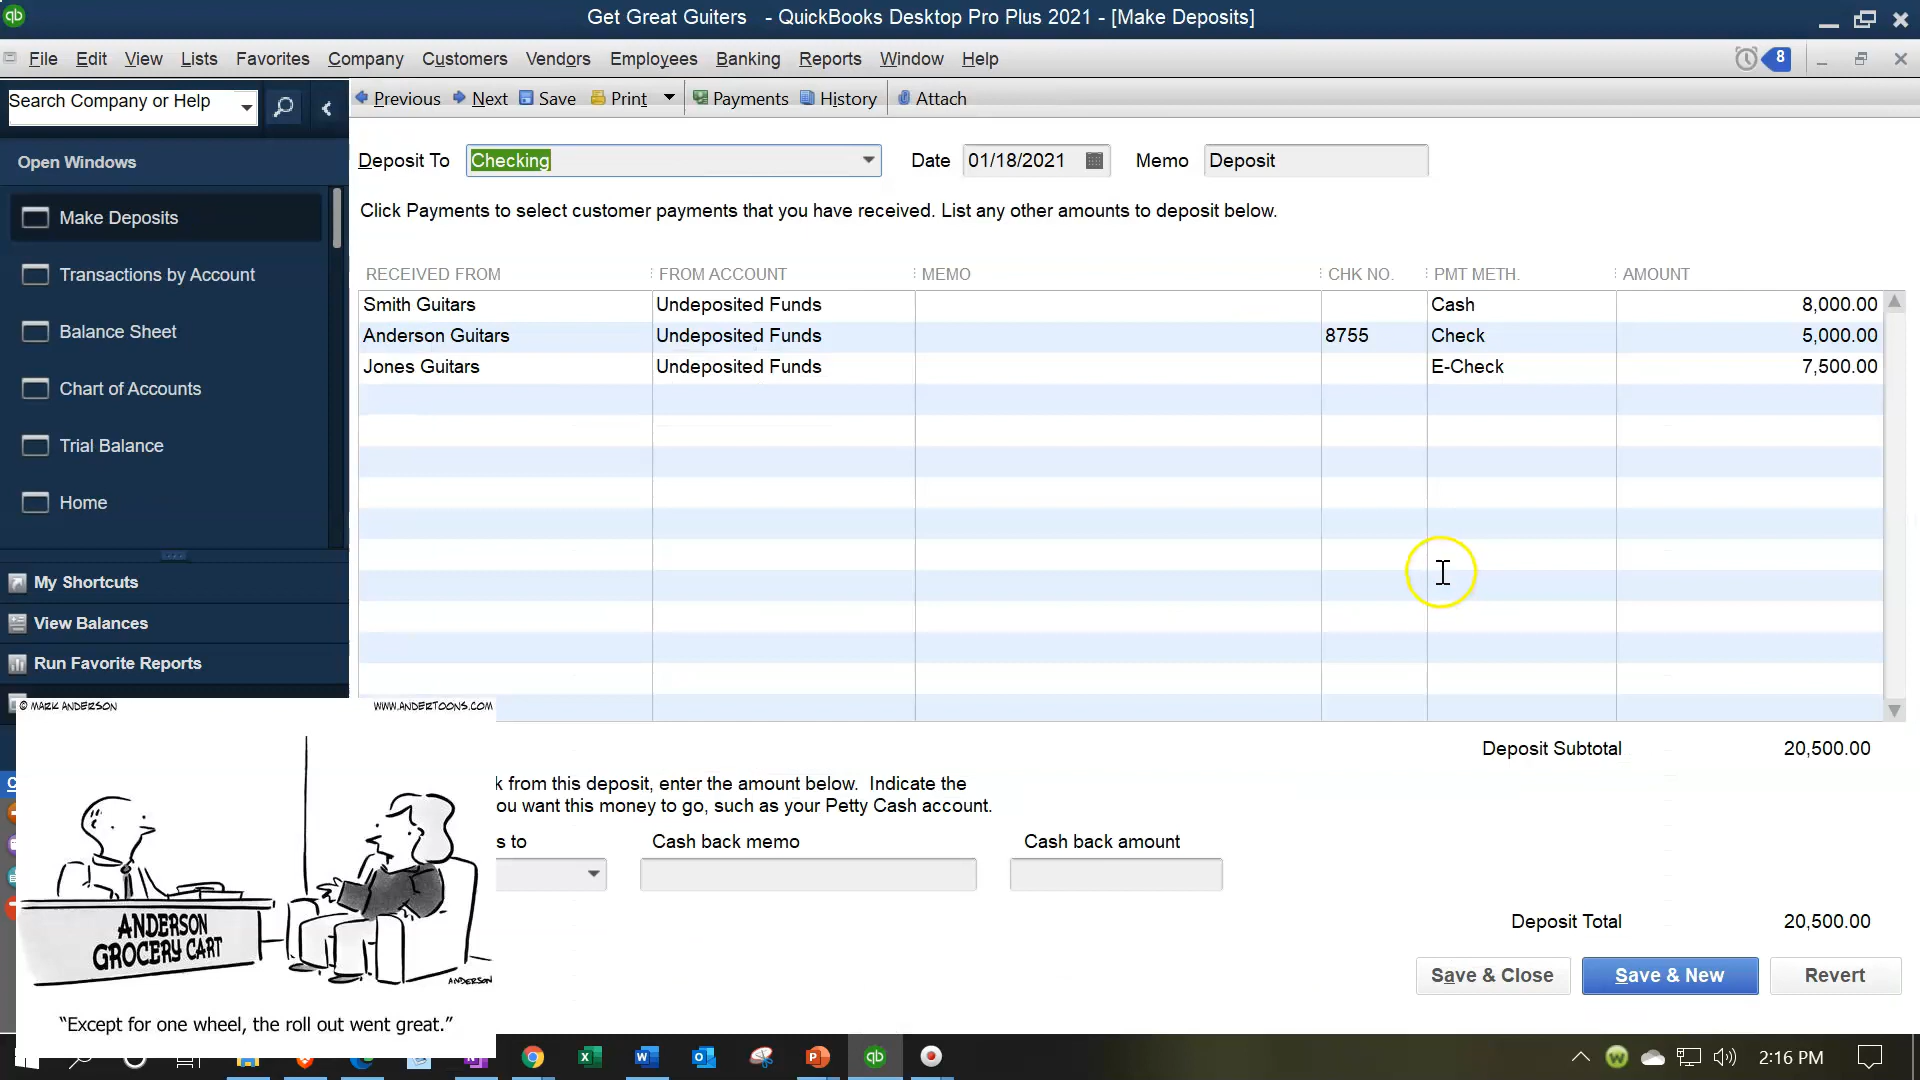 qb
Get Great Guiters - QuickBooks Desktop Pro Plus 2021 - [Make Deposits]
File Edit View Lists Favorites Company Customers Vendors Employees Banking Reports Window Help
8
Search Company or Help
Previous Next Save Print Payments History Attach
Open Windows
Make Deposits
Transactions by Account
Balance Sheet
Chart of Accounts
Trial Balance
Home
My Shortcuts
View Balances
Run Favorite Reports
Deposit To Checking Date 01/18/2021 Memo Deposit
Click Payments to select customer payments that you have received. List any other amounts to deposit below.
RECEIVED FROM FROM ACCOUNT MEMO CHK NO. PMT METH. AMOUNT
Smith Guitars Undeposited Funds Cash 8,000.00
Anderson Guitars Undeposited Funds 8755 Check 5,000.00
Jones Guitars Undeposited Funds E-Check 7,500.00
Deposit Subtotal 20,500.00
k from this deposit, enter the amount below. Indicate the
ou want this money to go, such as your Petty Cash account.
s to Cash back memo Cash back amount
Deposit Total 20,500.00
Save & Close Save & New Revert
© MARK ANDERSON WWW.ANDERTOONS.COM
ANDERSON
GROCERY CART
ANDERSON
“Except for one wheel, the roll out went great.”
qb
2:16 PM